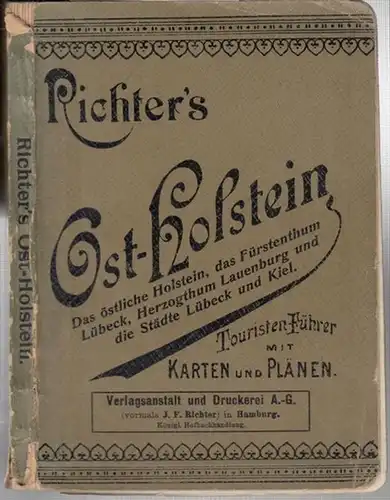 Richter's Ost-Holstein.
Richter's
Ost-Holstein,
Das östliche Holstein, das Fürstenthum
Lübeck, Herzogthum Lauenburg und
die Städte Lübeck und Kiel.
Touristen-Führer
MIT
KARTEN UND PLÄNEN.
Verlagsanstalt und Druckerei A.-G.
(vormals J. F. Richter) in Hamburg.
Königl. Hofbuchhandlung.